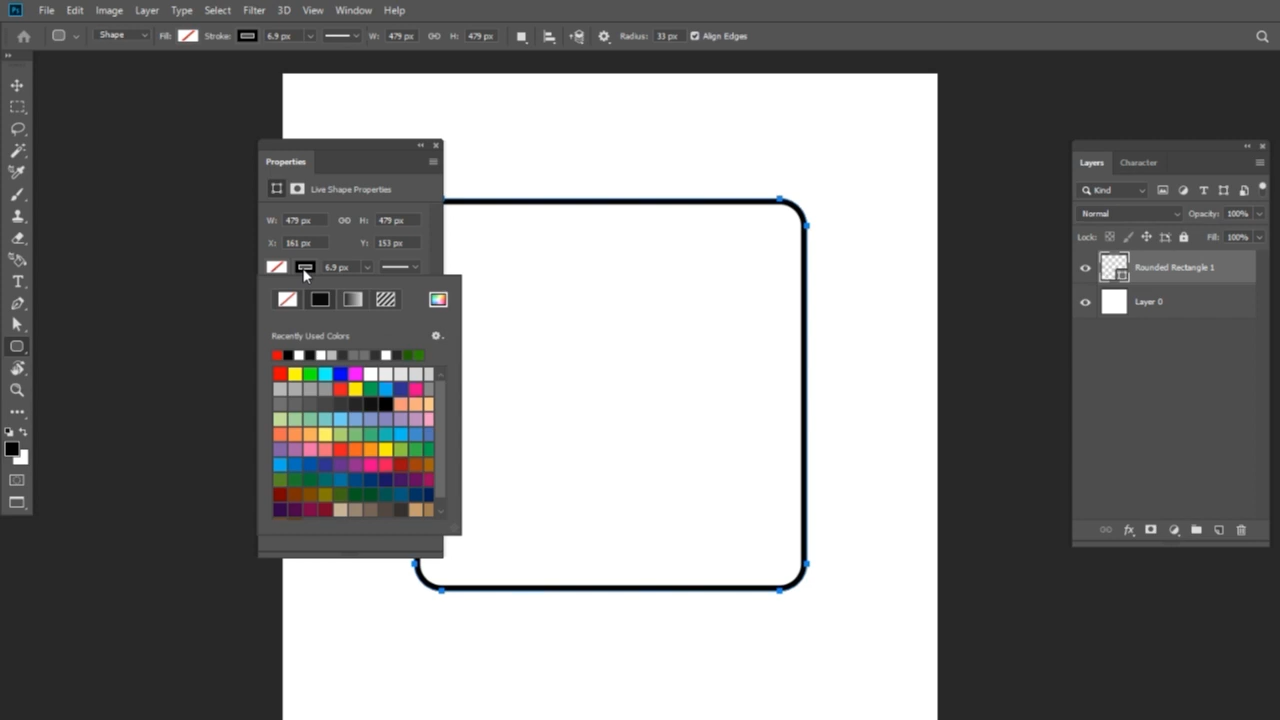 Ps File Edit Image Layer Type Select Filter 3D View Window Help
Shape Fill: Stroke: 6.9 px W: 479 px H: 479 px Radius: 33 px Align Edges
Properties
Live Shape Properties
W: 479 px H: 479 px
X: 161 px Y: 153 px
6.9 px
Recently Used Colors
Layers Character
Kind
Normal Opacity: 100%
Lock: Fill: 100%
Rounded Rectangle 1
Layer 0
fx